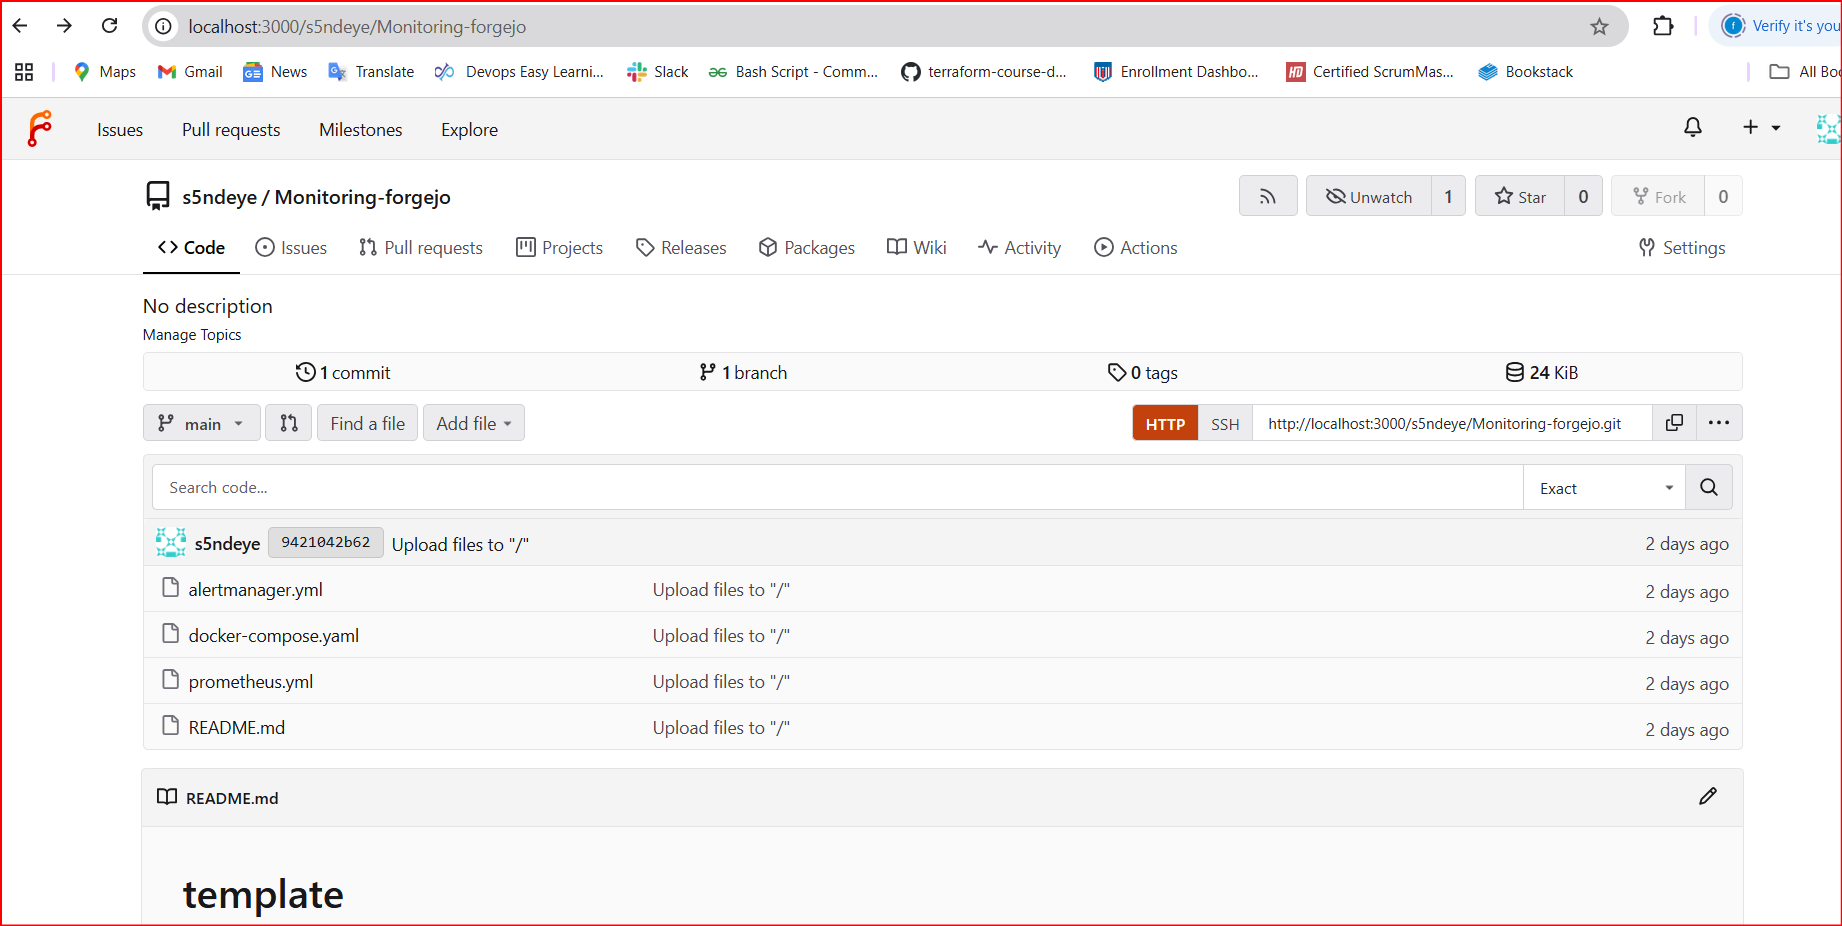 localhost:3000/s5ndeye/Monitoring-forgejo
Verify it's you
Maps Gmail News Translate Devops Easy Learni... Slack Bash Script - Comm... terraform-course-d... Enrollment Dashbo... HD Certified ScrumMas... Bookstack All Boo
Issues Pull requests Milestones Explore
s5ndeye / Monitoring-forgejo
Unwatch 1 Star 0 Fork 0
Code Issues Pull requests Projects Releases Packages Wiki Activity Actions Settings
No description
Manage Topics
1 commit 1 branch 0 tags 24 KiB
main Find a file Add file HTTP SSH http://localhost:3000/s5ndeye/Monitoring-forgejo.git
Search code... Exact
s5ndeye 9421042b62 Upload files to "/" 2 days ago
alertmanager.yml Upload files to "/" 2 days ago
docker-compose.yaml Upload files to "/" 2 days ago
prometheus.yml Upload files to "/" 2 days ago
README.md Upload files to "/" 2 days ago
README.md
template